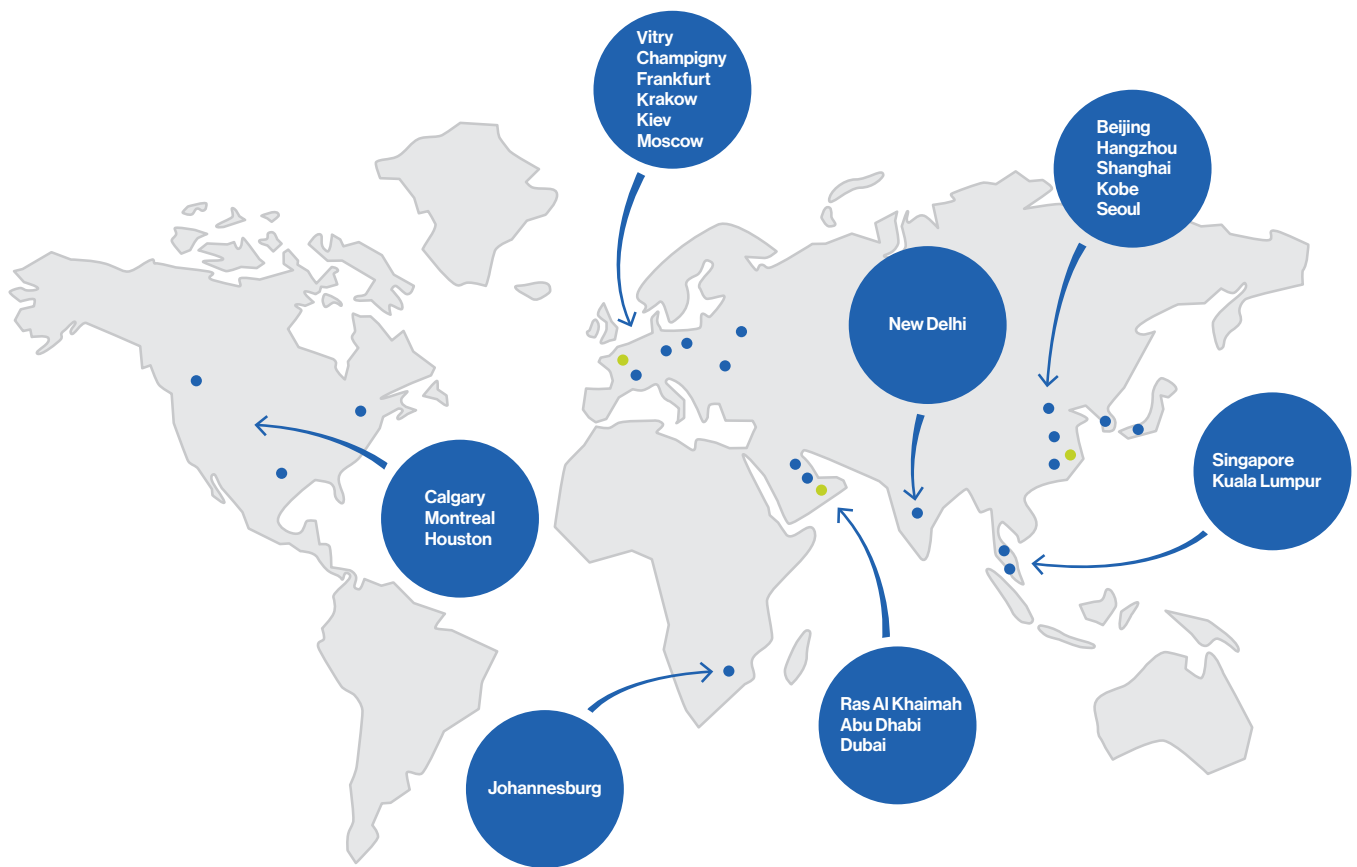 Vitry
Champigny
Frankfurt
Krakow
Kiev
Moscow
Beijing
Hangzhou
Shanghai
Kobe
Seoul
New Delhi
Singapore
Kuala Lumpur
Calgary
Montreal
Houston
Ras Al Khaimah
Abu Dhabi
Dubai
Johannesburg